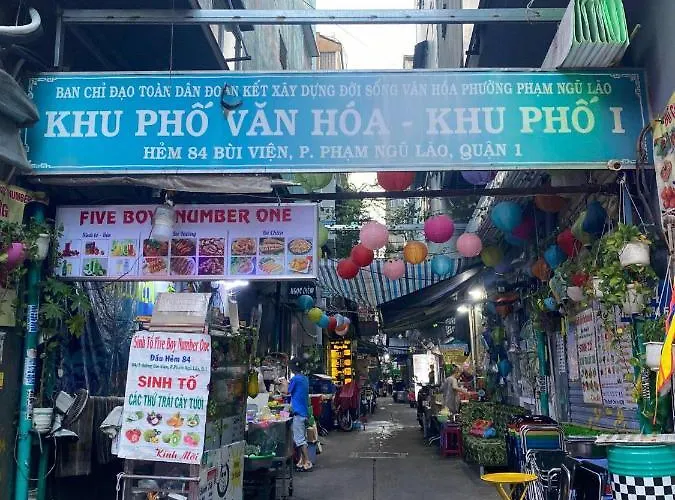 BAN CHỈ ĐẠO TOÀN DÂN ĐOÀN KẾT XÂY DỰNG ĐỜI SỐNG VĂN HÓA PHƯỜNG PHẠM NGŨ LÃO
KHU PHỐ VĂN HÓA - KHU PHỐ I
HẺM 84 BÙI VIỆN, P. PHẠM NGŨ LÃO, QUẬN 1
FIVE BOY NUMBER ONE
Sinh Tố Five Boy Number One
Đầu Hẻm 84
SINH TỐ
CÁC THỨ TRÁI CÂY TƯƠI
Kính Mời